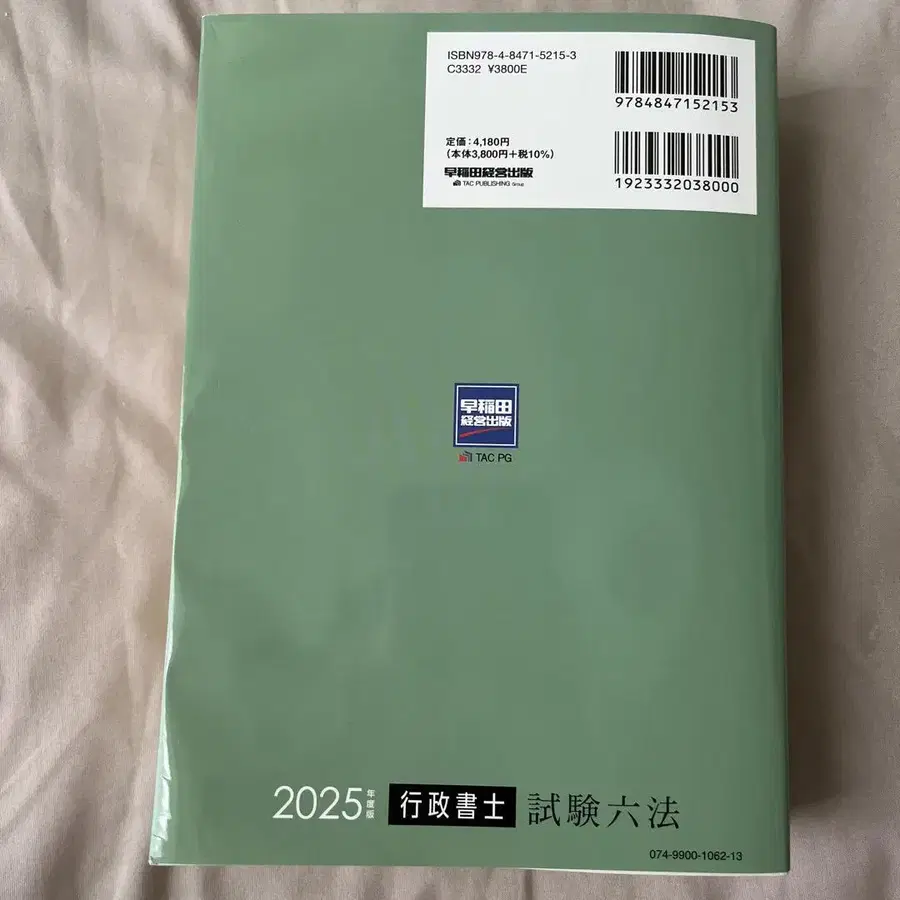 ISBN978-4-8471-5215-3
C3332 ¥3800E
9784847152153
定価：4,180円
（本体3,800円＋税10%）
早稲田経営出版
TAC PUBLISHING Group
1923332038000
早稲田
経営出版
TAC PG
2025年度版 行政書士 試験六法
074-9900-1062-13